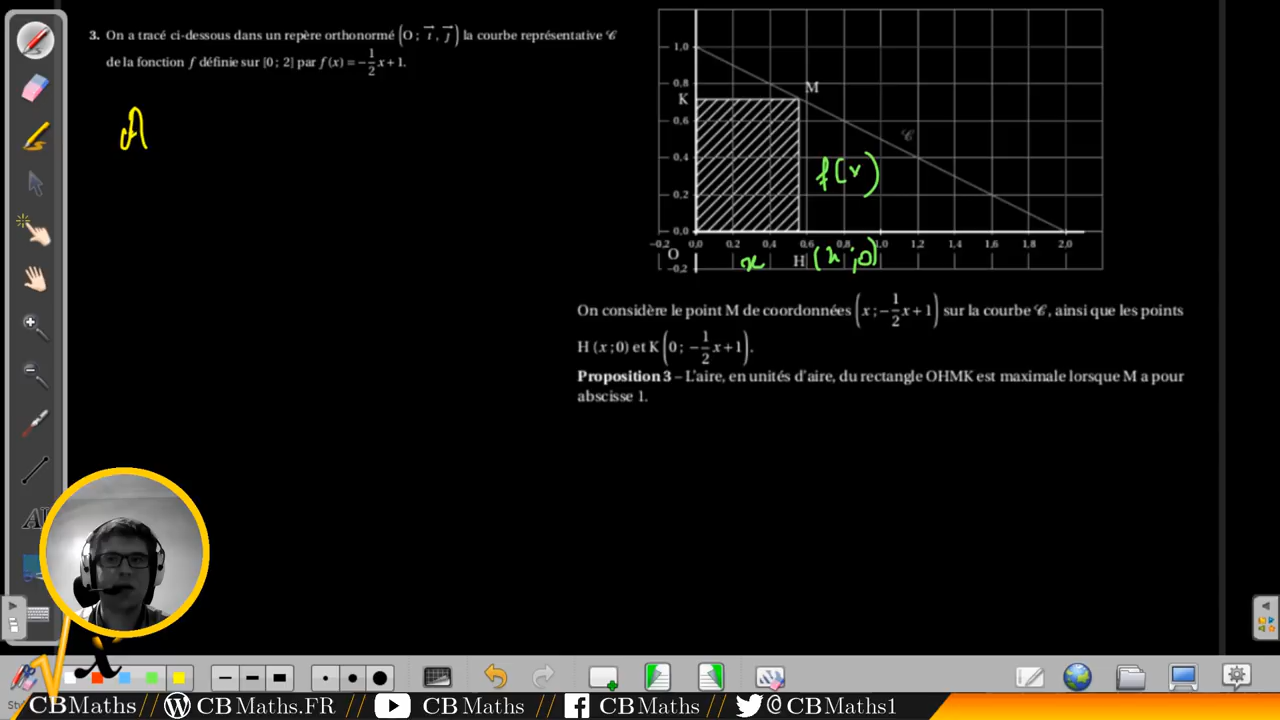 3. On a tracé ci-dessous dans un repère orthonormé (O ; i⃗ , j⃗) la courbe représentative 𝒞
de la fonction f définie sur [0 ; 2] par f(x) = −1/2x+1.
A
1,0
0,8
K
M
0,6
𝒞
0,4
f(x)
0,2
0,0
−0,2 0,0 0,2 0,4 0,6 0,8 1,0 1,2 1,4 1,6 1,8 2,0
O
x H (x ;0)
−0,2
On considère le point M de coordonnées (x ; −1/2x+1) sur la courbe 𝒞, ainsi que les points
H (x ;0) et K (0 ; −1/2x+1).
Proposition 3 – L'aire, en unités d'aire, du rectangle OHMK est maximale lorsque M a pour
abscisse 1.
√x
CBMaths/ CBMaths.FR / CBMaths / CBMaths / @CBMaths1